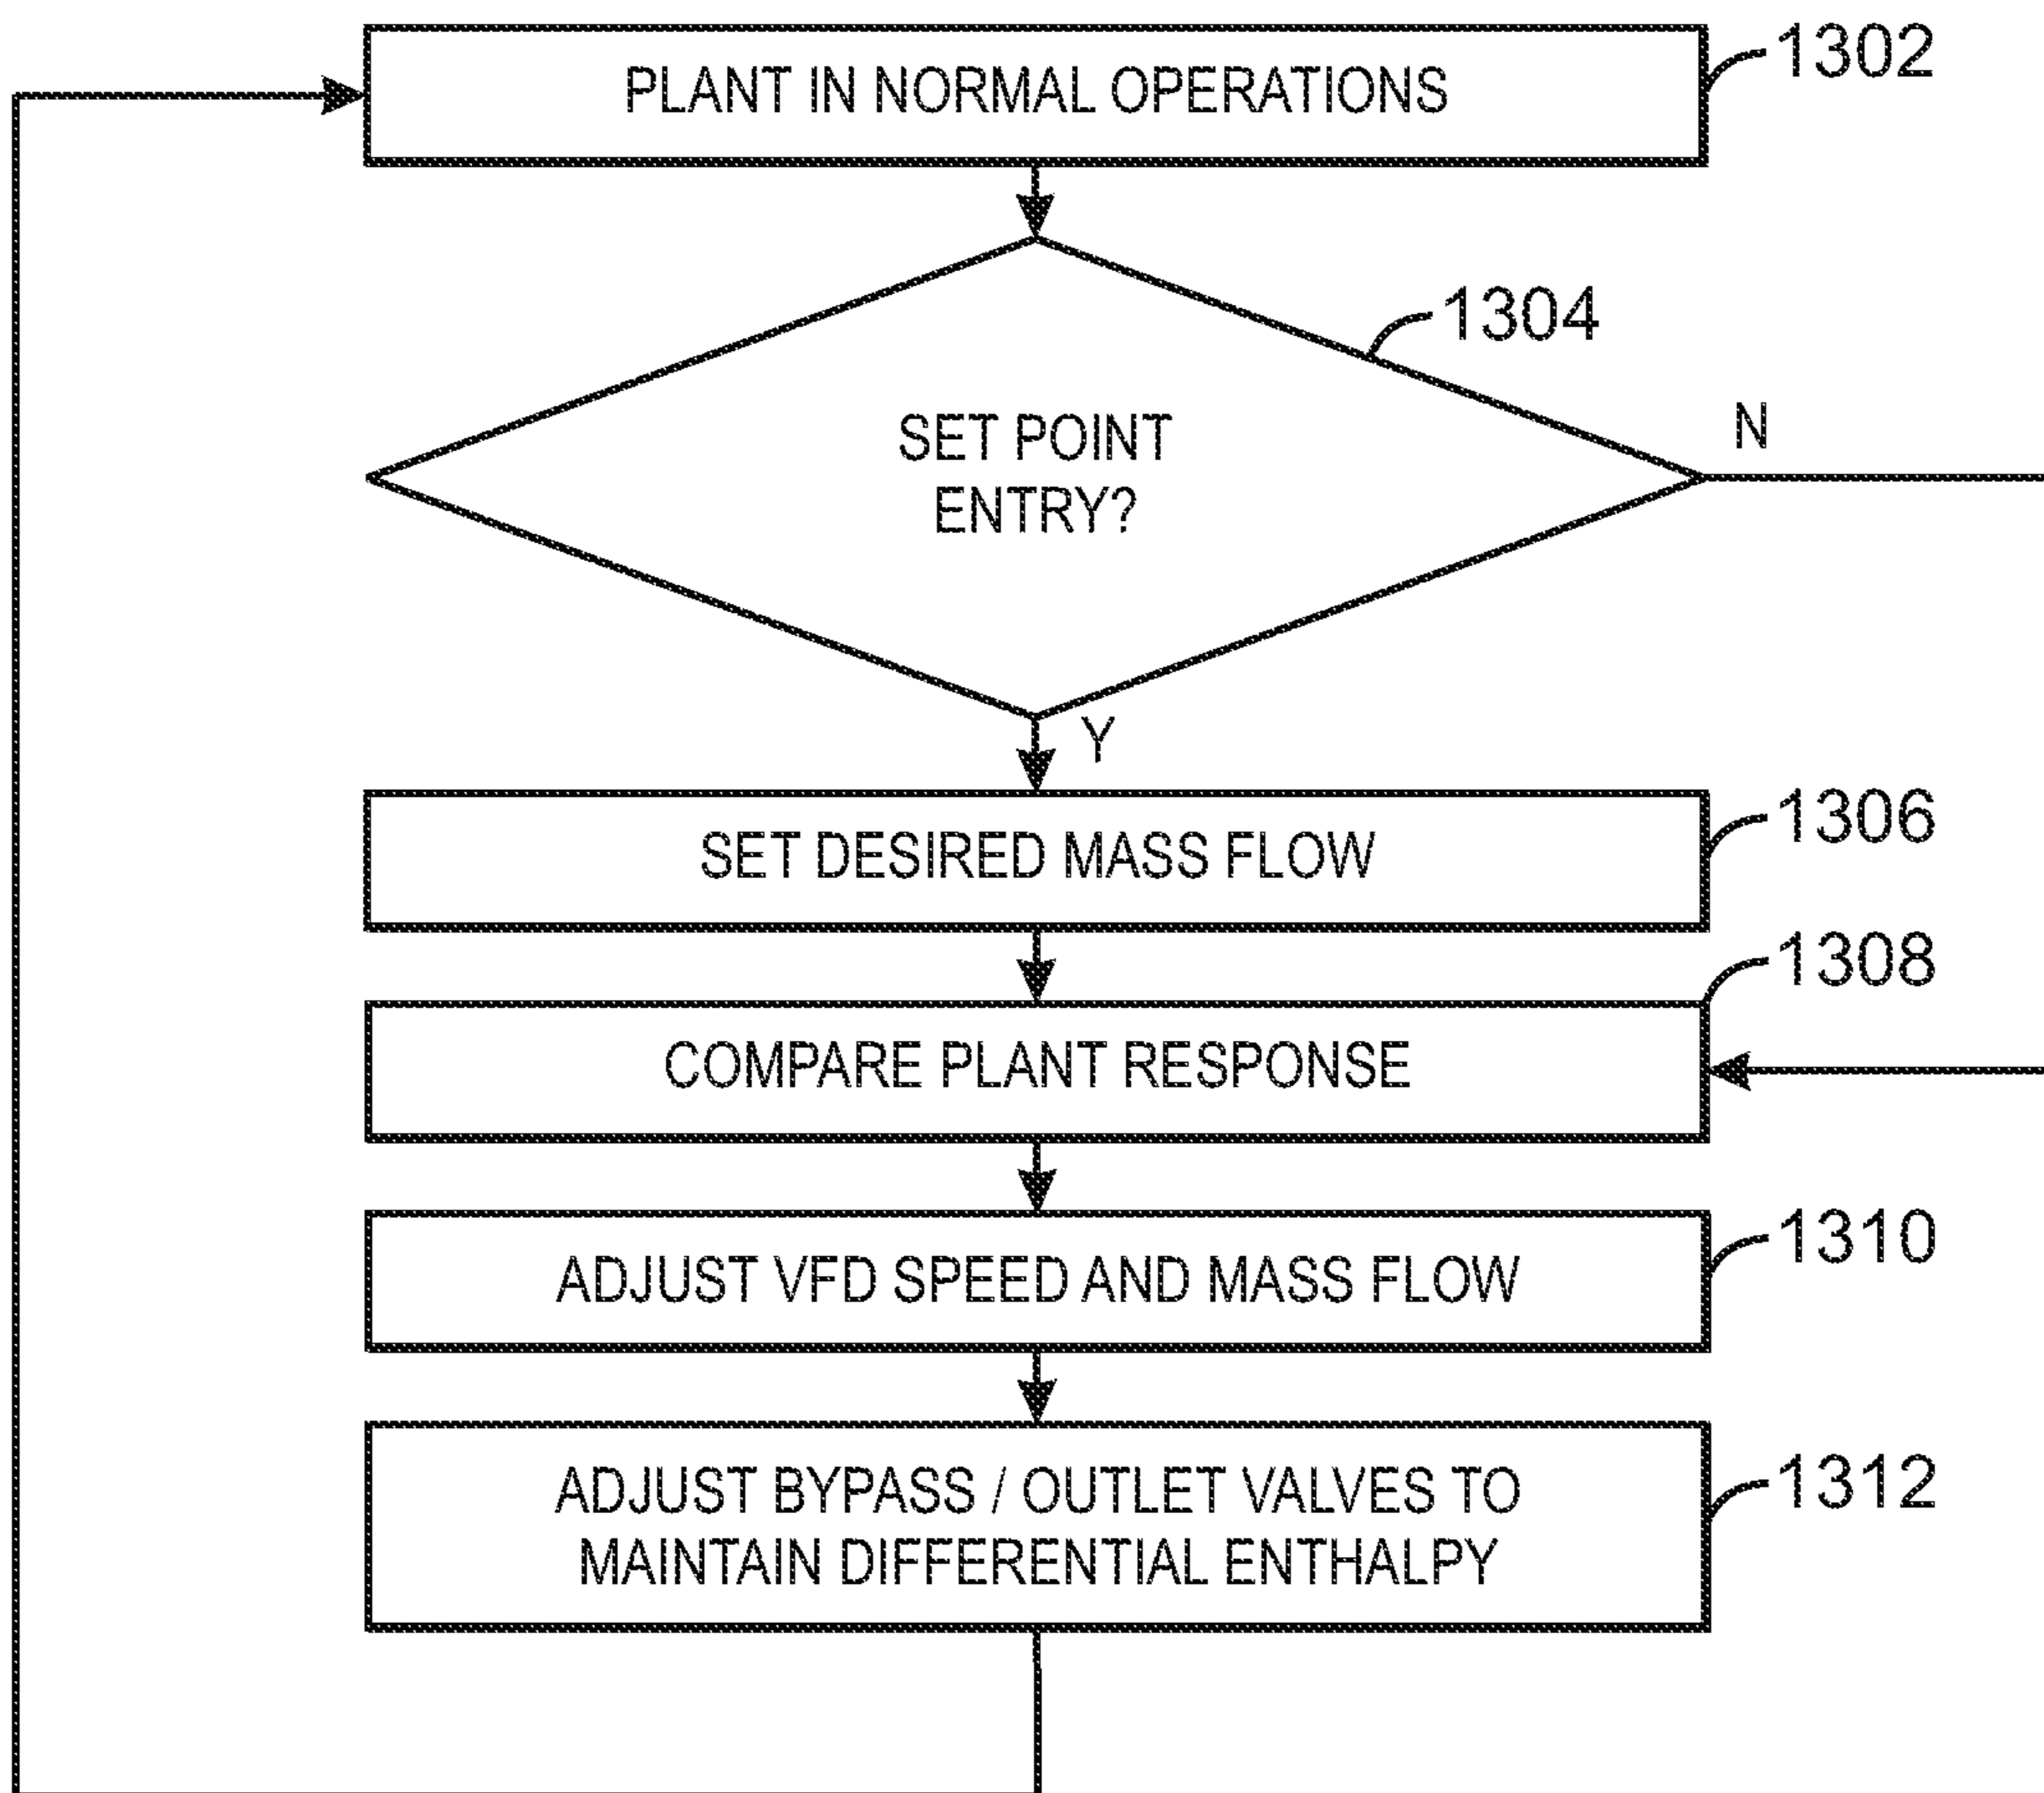 PLANT IN NORMAL OPERATIONS
1302
1304
SET POINT
ENTRY?
N
Y
SET DESIRED MASS FLOW
1306
1308
COMPARE PLANT RESPONSE
ADJUST VFD SPEED AND MASS FLOW
1310
ADJUST BYPASS / OUTLET VALVES TO
MAINTAIN DIFFERENTIAL ENTHALPY
1312